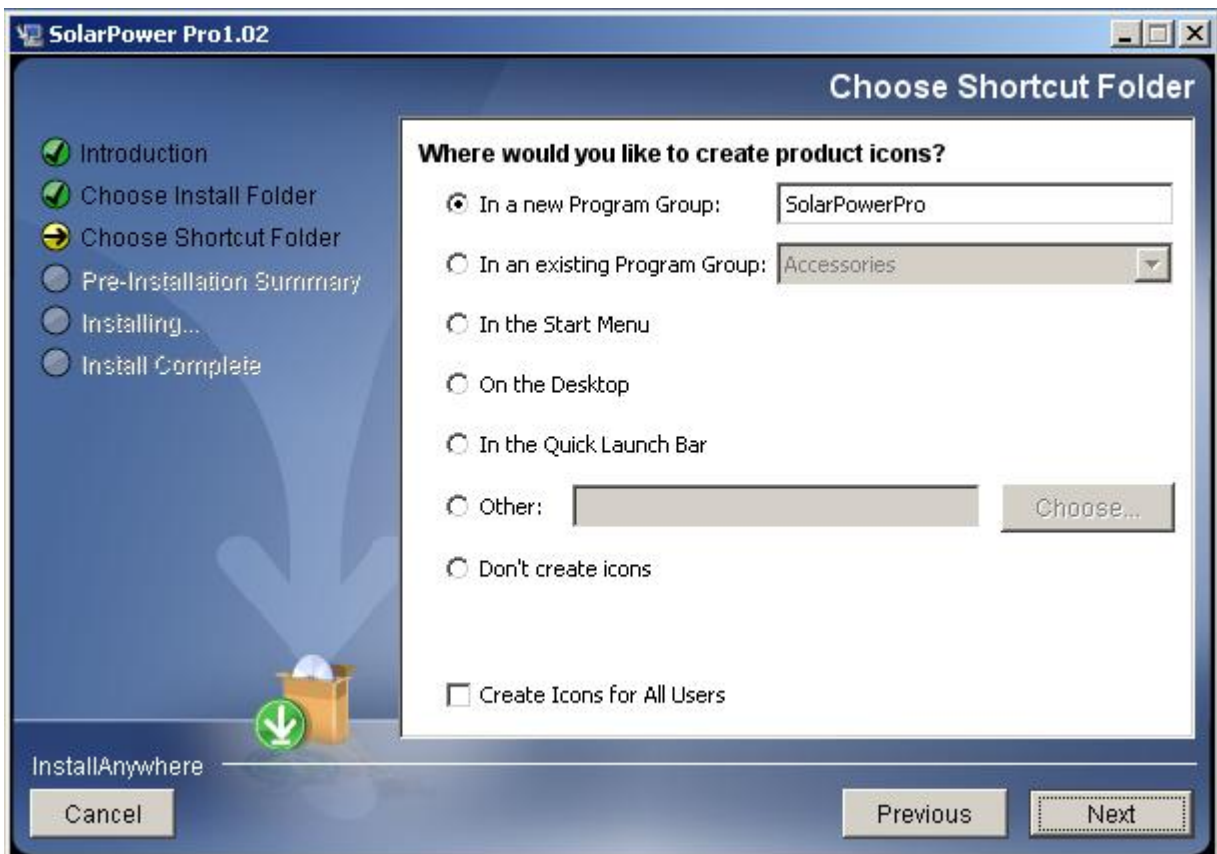 SolarPower Pro1.02
Choose Shortcut Folder
Introduction
Choose Install Folder
Choose Shortcut Folder
Pre-Installation Summary
Installing...
Install Complete
Where would you like to create product icons?
In a new Program Group: SolarPowerPro
In an existing Program Group: Accessories
In the Start Menu
On the Desktop
In the Quick Launch Bar
Other: Choose...
Don't create icons
Create Icons for All Users
InstallAnywhere
Cancel Previous Next